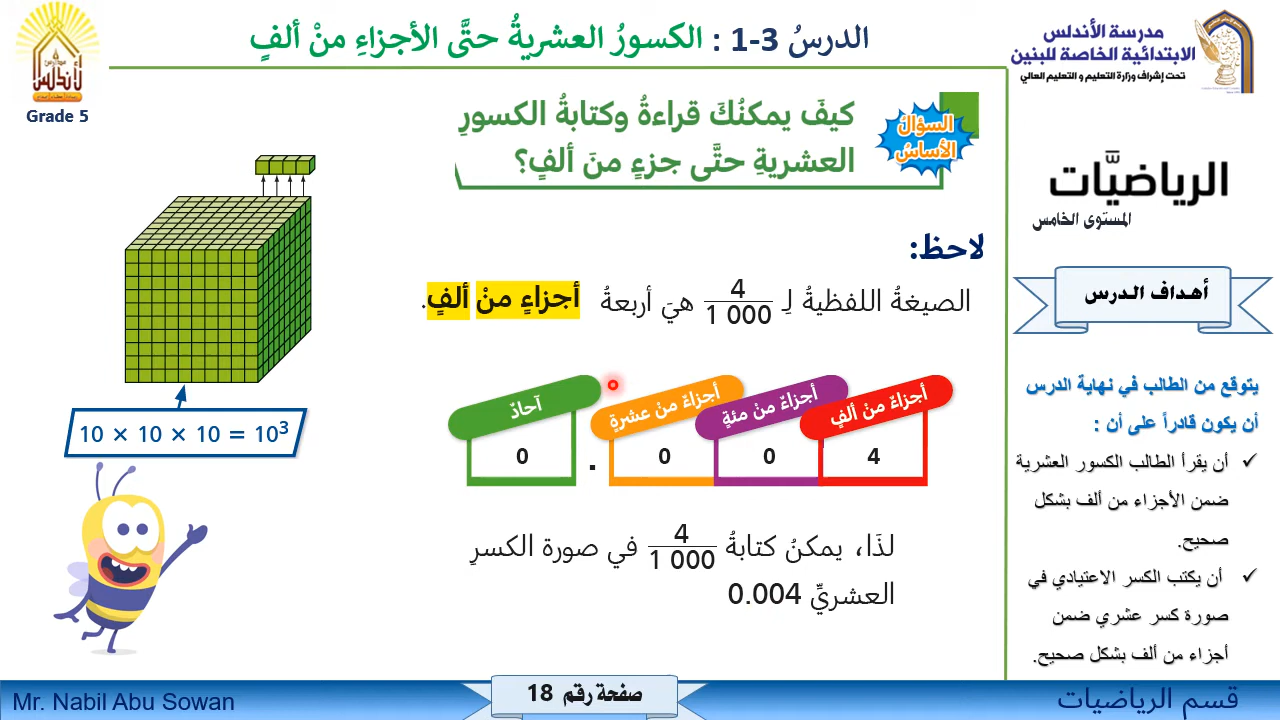 الدرسُ 3-1 : الكسورُ العشريةُ حتَّى الأجزاءِ منْ ألفٍ
مدرسة الأندلس
الابتدائية الخاصة للبنين
تحت إشراف وزارة التعليم و التعليم العالي
Grade 5
السؤالُ
الأساسُ
كيفَ يمكنُكَ قراءةُ وكتابةُ الكسورِ
العشريةِ حتَّى جزءٍ منَ ألفٍ؟
الرياضيَّات
المستوى الخامس
لاحظ:
الصيغةُ اللفظيةُ لِـ 4/1 000 هيَ أربعةُ أجزاءٍ منْ ألفٍ.
أهداف الدرس
آحادٌ
أجزاءٌ منْ عشرةٍ
أجزاءٌ منْ مئةٍ
أجزاءٌ منْ ألفٍ
0 . 0 0 4
10 × 10 × 10 = 10³
لذَا، يمكنُ كتابةُ 4/1 000 في صورة الكسرِ
العشريِّ 0.004
يتوقع من الطالب في نهاية الدرس
أن يكون قادراً على أن :
✓ أن يقرأ الطالب الكسور العشرية
ضمن الأجزاء من ألف بشكل
صحيح.
✓ أن يكتب الكسر الاعتيادي في
صورة كسر عشري ضمن
أجزاء من ألف بشكل صحيح.
Mr. Nabil Abu Sowan
صفحة رقم 18
قسم الرياضيات